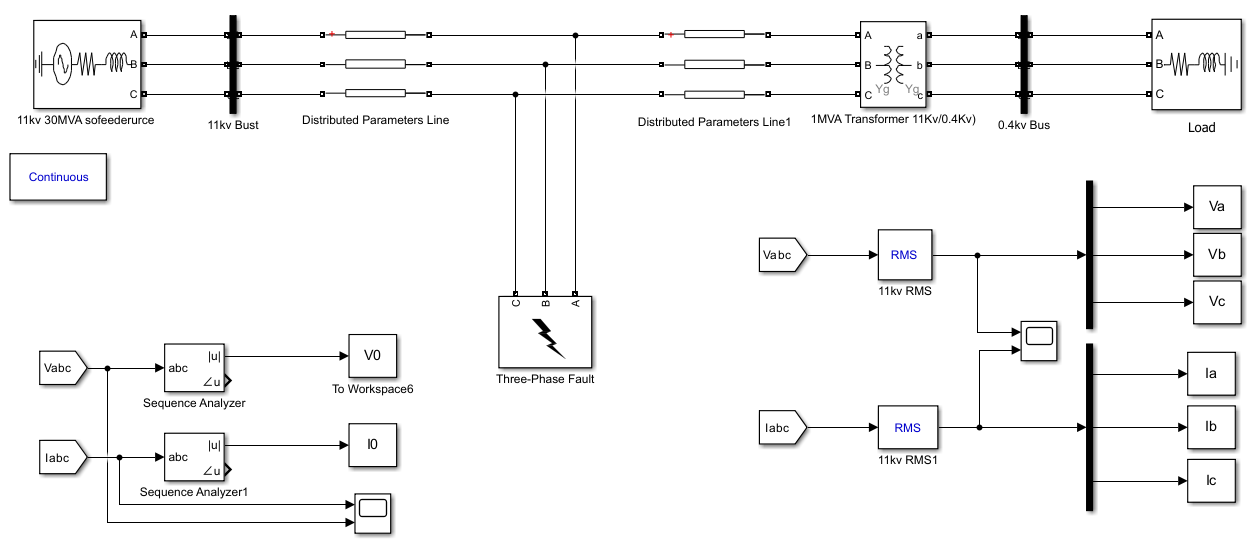 A
B
C
11kv 30MVA sofeederurce
11kv Bust
Distributed Parameters Line
Distributed Parameters Line1
A
B
C
a
b
c
Yg
Yg
1MVA Transformer 11Kv/0.4Kv)
0.4kv Bus
A
B
C
Load
Continuous
C
B
A
Three-Phase Fault
Vabc
RMS
11kv RMS
Va
Vb
Vc
Iabc
RMS
11kv RMS1
Ia
Ib
Ic
Vabc
abc
|u|
∠u
Sequence Analyzer
V0
To Workspace6
Iabc
abc
|u|
∠u
Sequence Analyzer1
I0